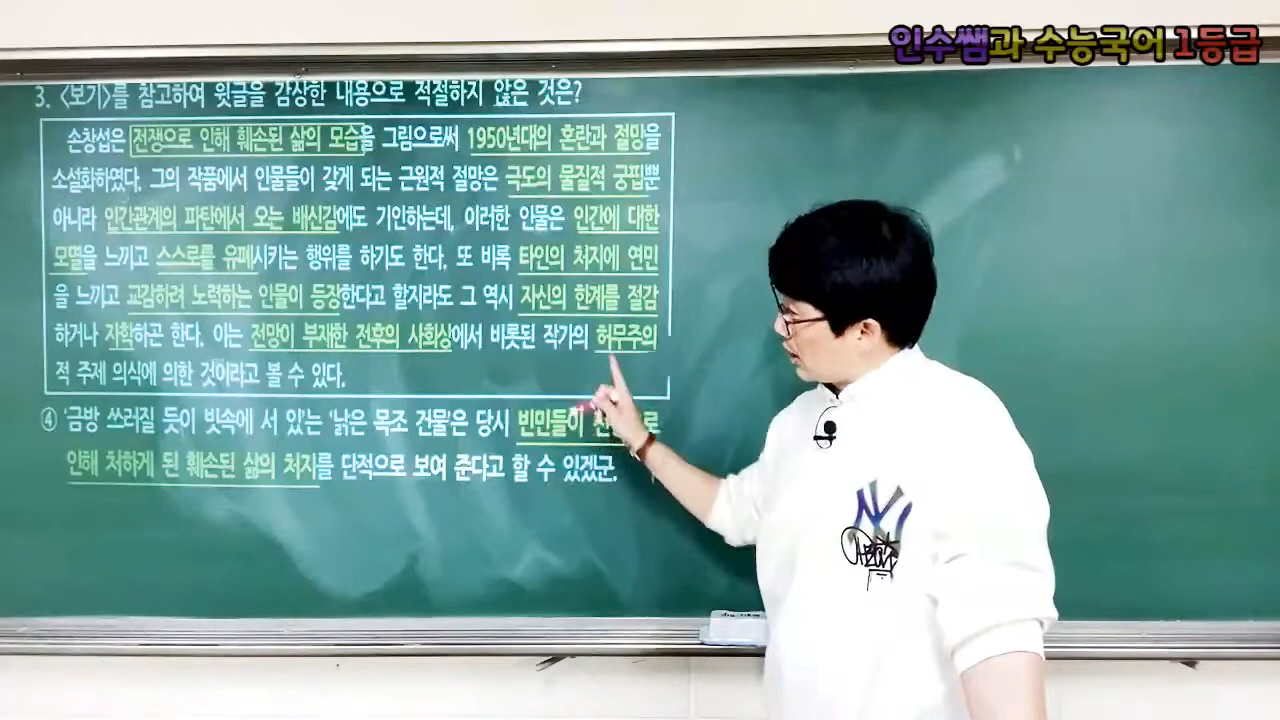 인수쌤과 수능국어 1등급
3. <보기>를 참고하여 윗글을 감상한 내용으로 적절하지 않은 것은?
손창섭은 전쟁으로 인해 훼손된 삶의 모습을 그림으로써 1950년대의 혼란과 절망을
소설화하였다. 그의 작품에서 인물들이 갖게 되는 근원적 절망은 극도의 물질적 궁핍뿐
아니라 인간관계의 파탄에서 오는 배신감에도 기인하는데, 이러한 인물은 인간에 대한
모멸을 느끼고 스스로를 유폐시키는 행위를 하기도 한다. 또 비록 타인의 처지에 연민
을 느끼고 교감하려 노력하는 인물이 등장한다고 할지라도 그 역시 자신의 한계를 절감
하거나 자학하곤 한다. 이는 전망이 부재한 전후의 사회상에서 비롯된 작가의 허무주의
적 주제 의식에 의한 것이라고 볼 수 있다.
④ '금방 쓰러질 듯이 빗속에 서 있'는 '낡은 목조 건물'은 당시 빈민들이 로
인해 처하게 된 훼손된 삶의 처지를 단적으로 보여 준다고 할 수 있겠군.
NY